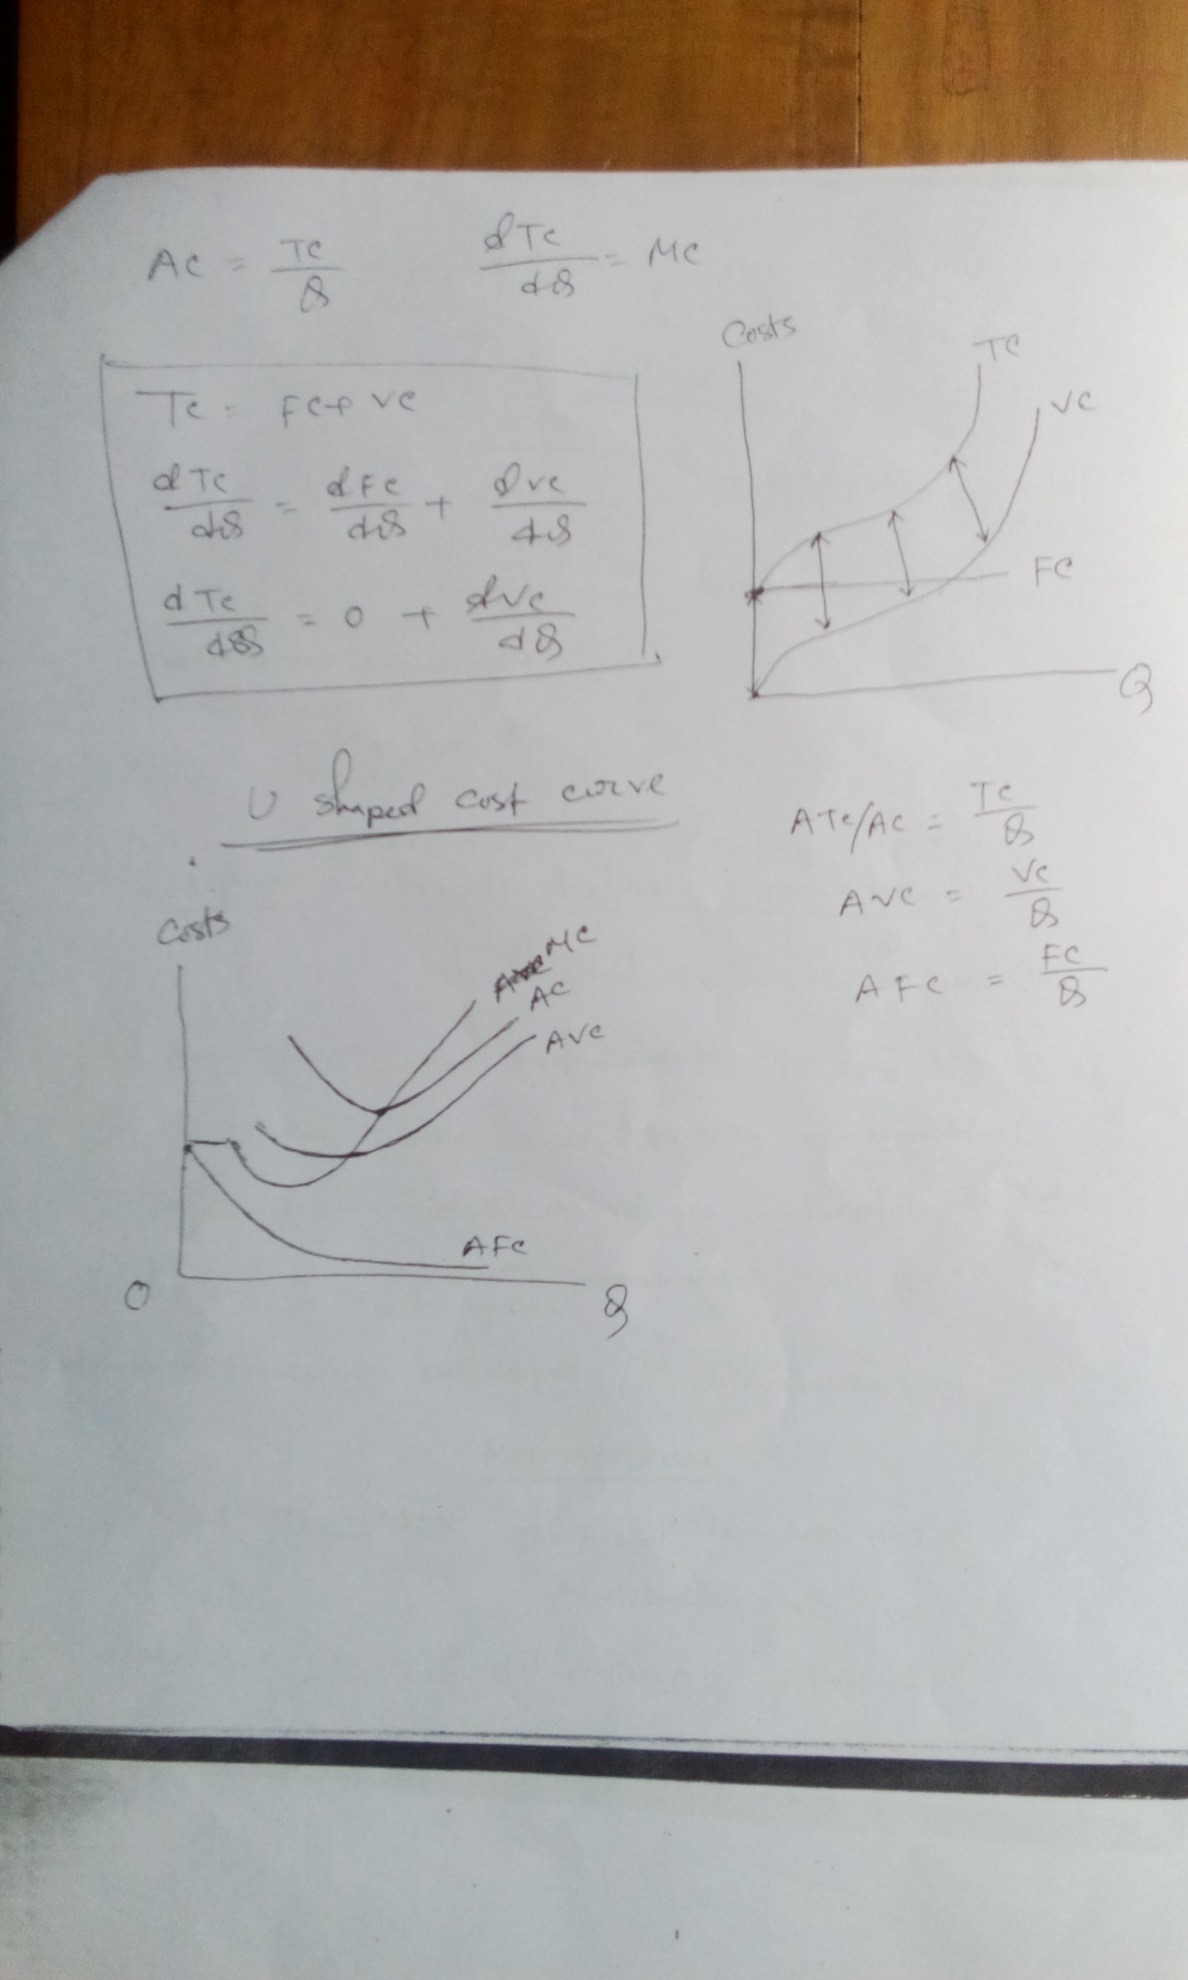 AC = TC/Q    dTC/dQ = MC
TC = FC + VC
dTC/dQ = dFC/dQ + dVC/dQ
dTC/dQ = 0 + dVC/dQ
Costs
TC
VC
FC
Q
U shaped cost curve
ATC/AC = TC/Q
AVC = VC/Q
AFC = FC/Q
Costs
MC
AC
AVC
AFC
O
Q